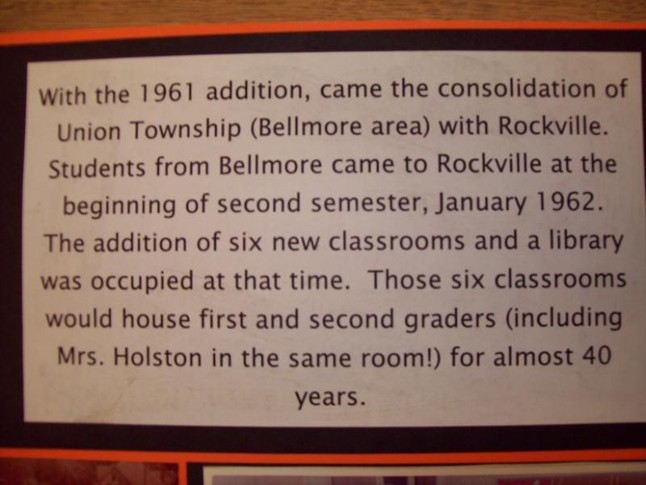 With the 1961 addition, came the consolidation of
Union Township (Bellmore area) with Rockville.
Students from Bellmore came to Rockville at the
beginning of second semester, January 1962.
The addition of six new classrooms and a library
was occupied at that time.  Those six classrooms
would house first and second graders (including
Mrs. Holston in the same room!) for almost 40
years.